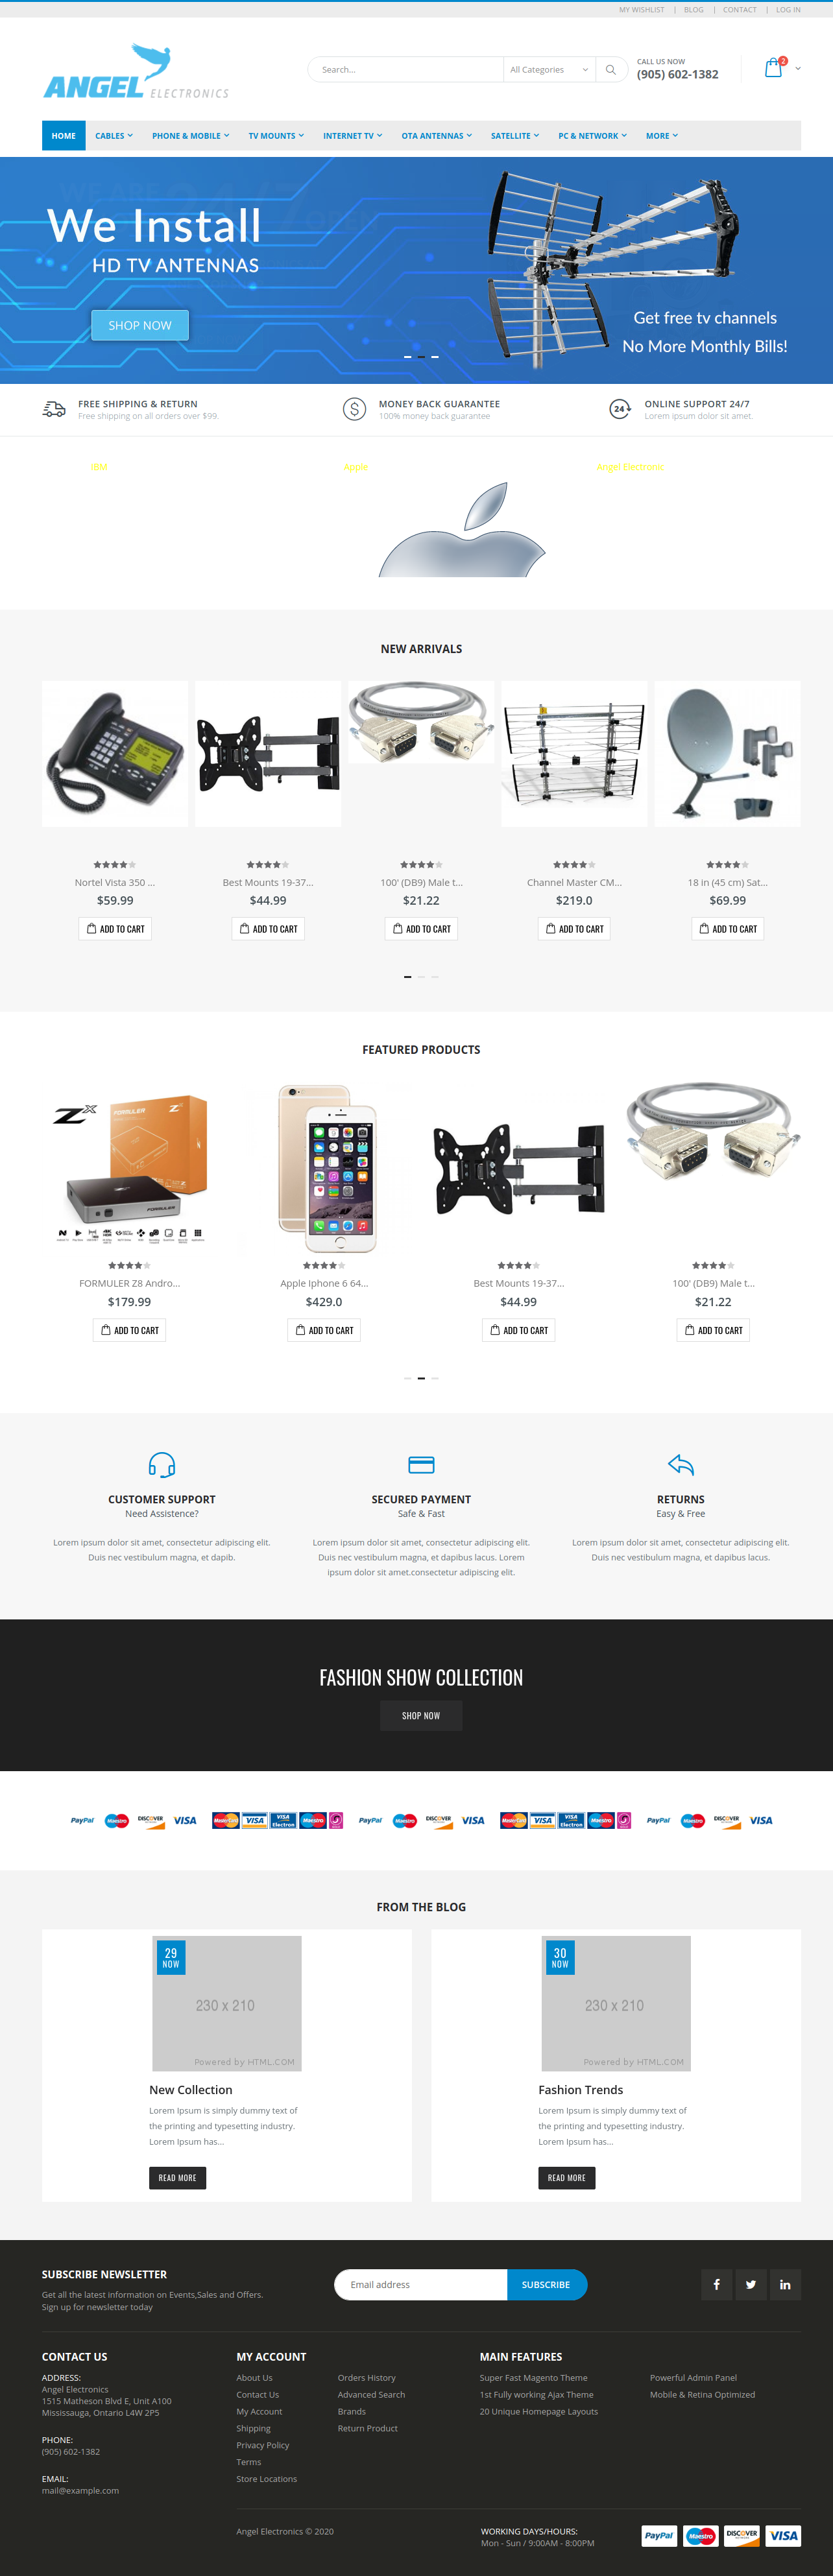 MY WISHLIST | BLOG | CONTACT | LOG IN
ANGEL ELECTRONICS
Search...
All Categories
CALL US NOW
(905) 602-1382
2
HOME CABLES PHONE & MOBILE TV MOUNTS INTERNET TV OTA ANTENNAS SATELLITE PC & NETWORK MORE
We Install
HD TV ANTENNAS
SHOP NOW
Get free tv channels
No More Monthly Bills!
FREE SHIPPING & RETURN
Free shipping on all orders over $99.
MONEY BACK GUARANTEE
100% money back guarantee
24
ONLINE SUPPORT 24/7
Lorem ipsum dolor sit amet.
IBM
Apple
Angel Electronic
NEW ARRIVALS
Nortel Vista 350 ...
$59.99
ADD TO CART
Best Mounts 19-37...
$44.99
ADD TO CART
100' (DB9) Male t...
$21.22
ADD TO CART
Channel Master CM...
$219.0
ADD TO CART
18 in (45 cm) Sat...
$69.99
ADD TO CART
FEATURED PRODUCTS
FORMULER
FORMULER
FORMULER Z8 Andro...
$179.99
ADD TO CART
Apple Iphone 6 64...
$429.0
ADD TO CART
Best Mounts 19-37...
$44.99
ADD TO CART
100' (DB9) Male t...
$21.22
ADD TO CART
CUSTOMER SUPPORT
Need Assistence?
Lorem ipsum dolor sit amet, consectetur adipiscing elit.
Duis nec vestibulum magna, et dapib.
SECURED PAYMENT
Safe & Fast
Lorem ipsum dolor sit amet, consectetur adipiscing elit.
Duis nec vestibulum magna, et dapibus lacus. Lorem
ipsum dolor sit amet.consectetur adipiscing elit.
RETURNS
Easy & Free
Lorem ipsum dolor sit amet, consectetur adipiscing elit.
Duis nec vestibulum magna, et dapibus lacus.
FASHION SHOW COLLECTION
SHOP NOW
PayPal Maestro DISCOVER VISA MasterCard VISA VISA Electron Maestro PayPal Maestro DISCOVER VISA MasterCard VISA VISA Electron Maestro PayPal Maestro DISCOVER VISA
FROM THE BLOG
29
NOW
230 x 210
Powered by HTML.COM
New Collection
Lorem Ipsum is simply dummy text of
the printing and typesetting industry.
Lorem Ipsum has...
READ MORE
30
NOW
230 x 210
Powered by HTML.COM
Fashion Trends
Lorem Ipsum is simply dummy text of
the printing and typesetting industry.
Lorem Ipsum has...
READ MORE
SUBSCRIBE NEWSLETTER
Get all the latest information on Events,Sales and Offers.
Sign up for newsletter today
Email address
SUBSCRIBE
CONTACT US
ADDRESS:
Angel Electronics
1515 Matheson Blvd E, Unit A100
Mississauga, Ontario L4W 2P5
PHONE:
(905) 602-1382
EMAIL:
mail@example.com
MY ACCOUNT
About Us
Contact Us
My Account
Shipping
Privacy Policy
Terms
Store Locations
Orders History
Advanced Search
Brands
Return Product
MAIN FEATURES
Super Fast Magento Theme
1st Fully working Ajax Theme
20 Unique Homepage Layouts
Powerful Admin Panel
Mobile & Retina Optimized
Angel Electronics © 2020
WORKING DAYS/HOURS:
Mon - Sun / 9:00AM - 8:00PM
PayPal Maestro DISCOVER VISA